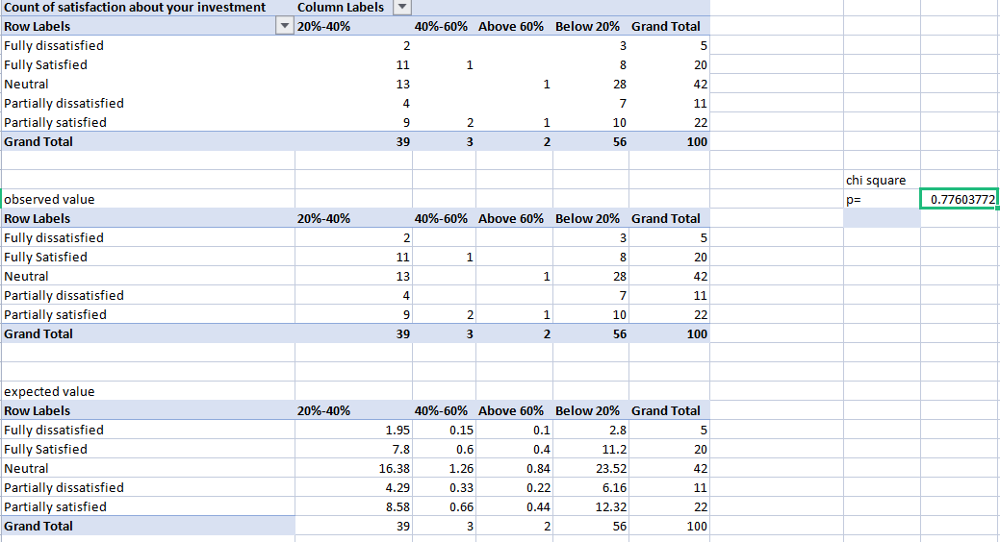 Count of satisfaction about your investment Column Labels
Row Labels 20%-40% 40%-60% Above 60% Below 20% Grand Total
Fully dissatisfied 2 3 5
Fully Satisfied 11 1 8 20
Neutral 13 1 28 42
Partially dissatisfied 4 7 11
Partially satisfied 9 2 1 10 22
Grand Total 39 3 2 56 100
chi square
observed value p= 0.77603772
Row Labels 20%-40% 40%-60% Above 60% Below 20% Grand Total
Fully dissatisfied 2 3 5
Fully Satisfied 11 1 8 20
Neutral 13 1 28 42
Partially dissatisfied 4 7 11
Partially satisfied 9 2 1 10 22
Grand Total 39 3 2 56 100
expected value
Row Labels 20%-40% 40%-60% Above 60% Below 20% Grand Total
Fully dissatisfied 1.95 0.15 0.1 2.8 5
Fully Satisfied 7.8 0.6 0.4 11.2 20
Neutral 16.38 1.26 0.84 23.52 42
Partially dissatisfied 4.29 0.33 0.22 6.16 11
Partially satisfied 8.58 0.66 0.44 12.32 22
Grand Total 39 3 2 56 100